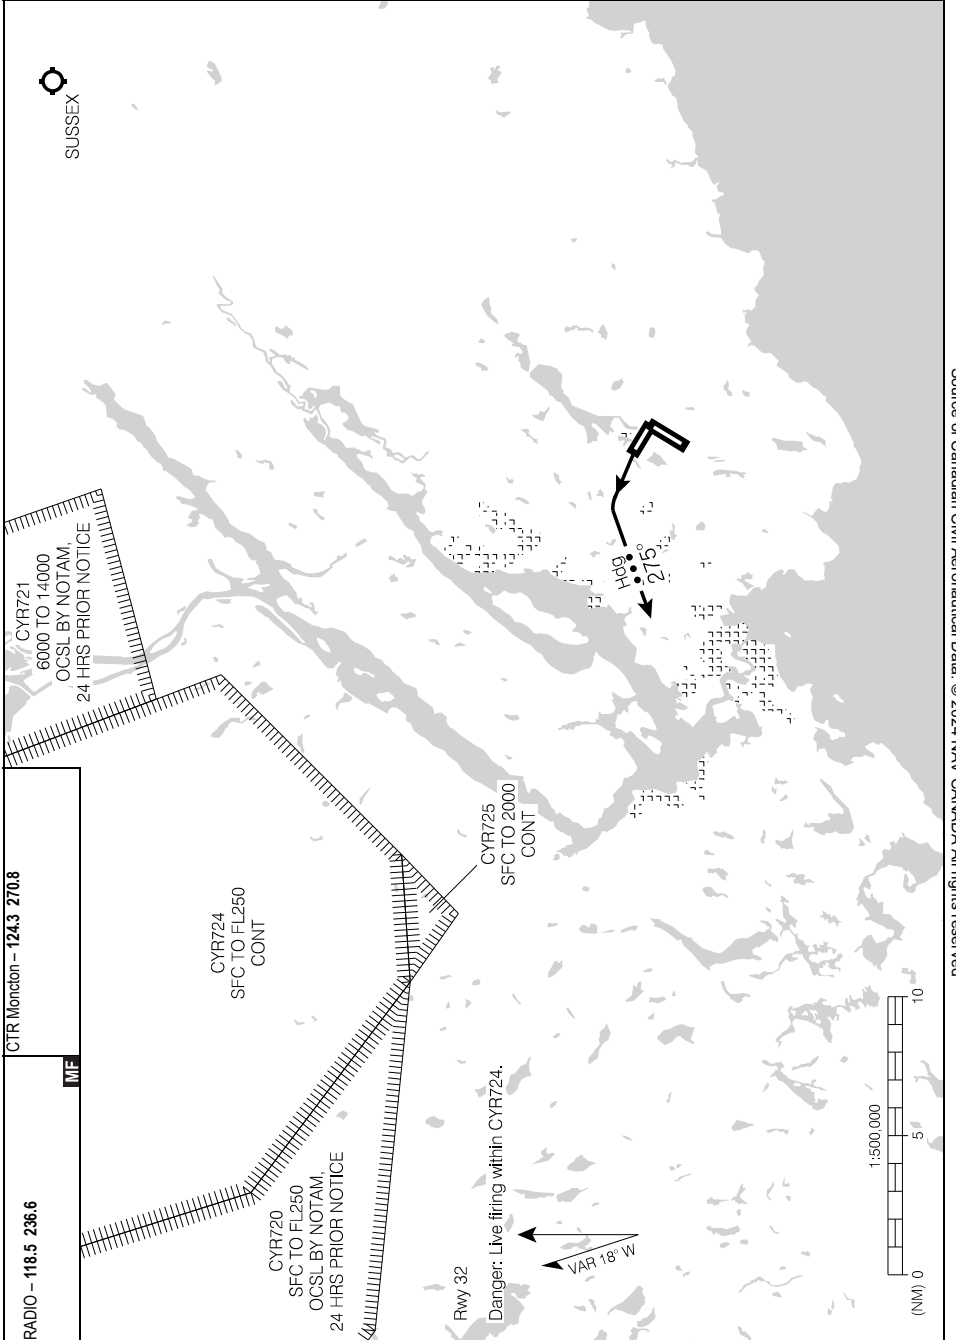 RADIO – 118.5 236.6
MF
CTR Moncton – 124.3 270.8
CYR721
6000 TO 14000
OCSL BY NOTAM,
24 HRS PRIOR NOTICE
SUSSEX
CYR724
SFC TO FL250
CONT
CYR725
SFC TO 2000
CONT
CYR720
SFC TO FL250
OCSL BY NOTAM,
24 HRS PRIOR NOTICE
Hdg
275°
Rwy 32
Danger: Live firing within CYR724.
VAR 18° W
1:500,000
(NM) 0 5 10
Source of Canadian Civil Aeronautical Data: © 2024 NAV CANADA All rights reserved